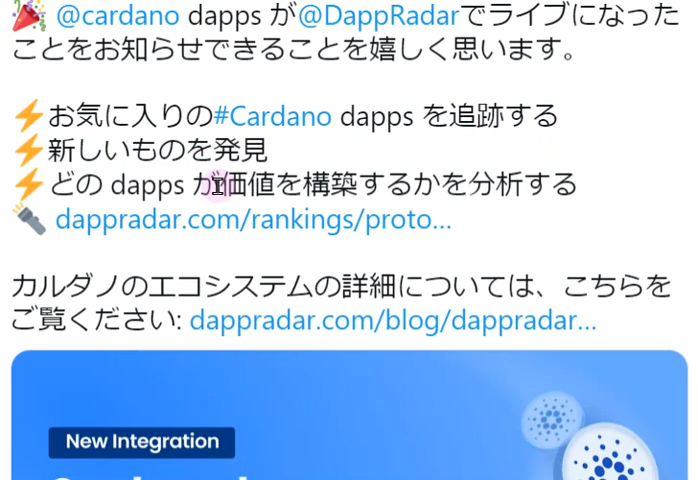 🎉 @cardano dapps が@DappRadarでライブになった
ことをお知らせできることを嬉しく思います。
⚡お気に入りの#Cardano dapps を追跡する
⚡新しいものを発見
⚡どの dapps が価値を構築するかを分析する
🔦 dappradar.com/rankings/proto...
カルダノのエコシステムの詳細については、こちらを
ご覧ください: dappradar.com/blog/dappradar...
New Integration